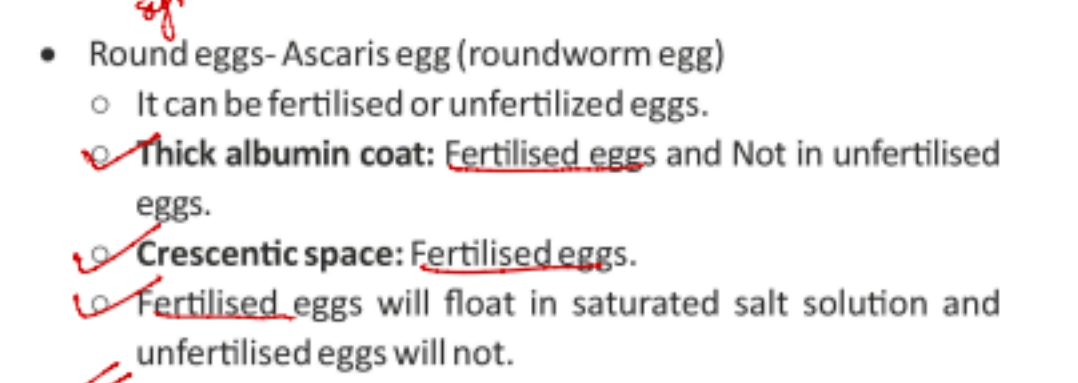 • Round eggs- Ascaris egg (roundworm egg)
○ It can be fertilised or unfertilized eggs.
○ Thick albumin coat: Fertilised eggs and Not in unfertilised
eggs.
○ Crescentic space: Fertilised eggs.
○ Fertilised eggs will float in saturated salt solution and
unfertilised eggs will not.